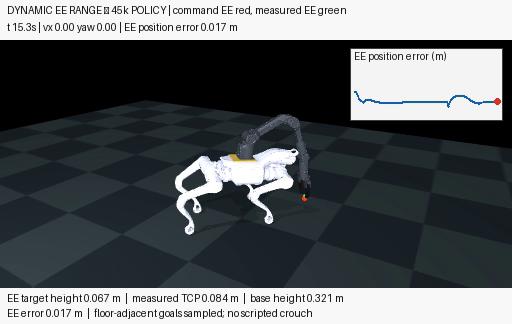 DYNAMIC EE RANGE 45k POLICY | command EE red, measured EE green
t 15.3s | vx 0.00 yaw 0.00 | EE position error 0.017 m
EE position error (m)
EE target height 0.067 m | measured TCP 0.084 m | base height 0.321 m
EE error 0.017 m | floor-adjacent goals sampled; no scripted crouch